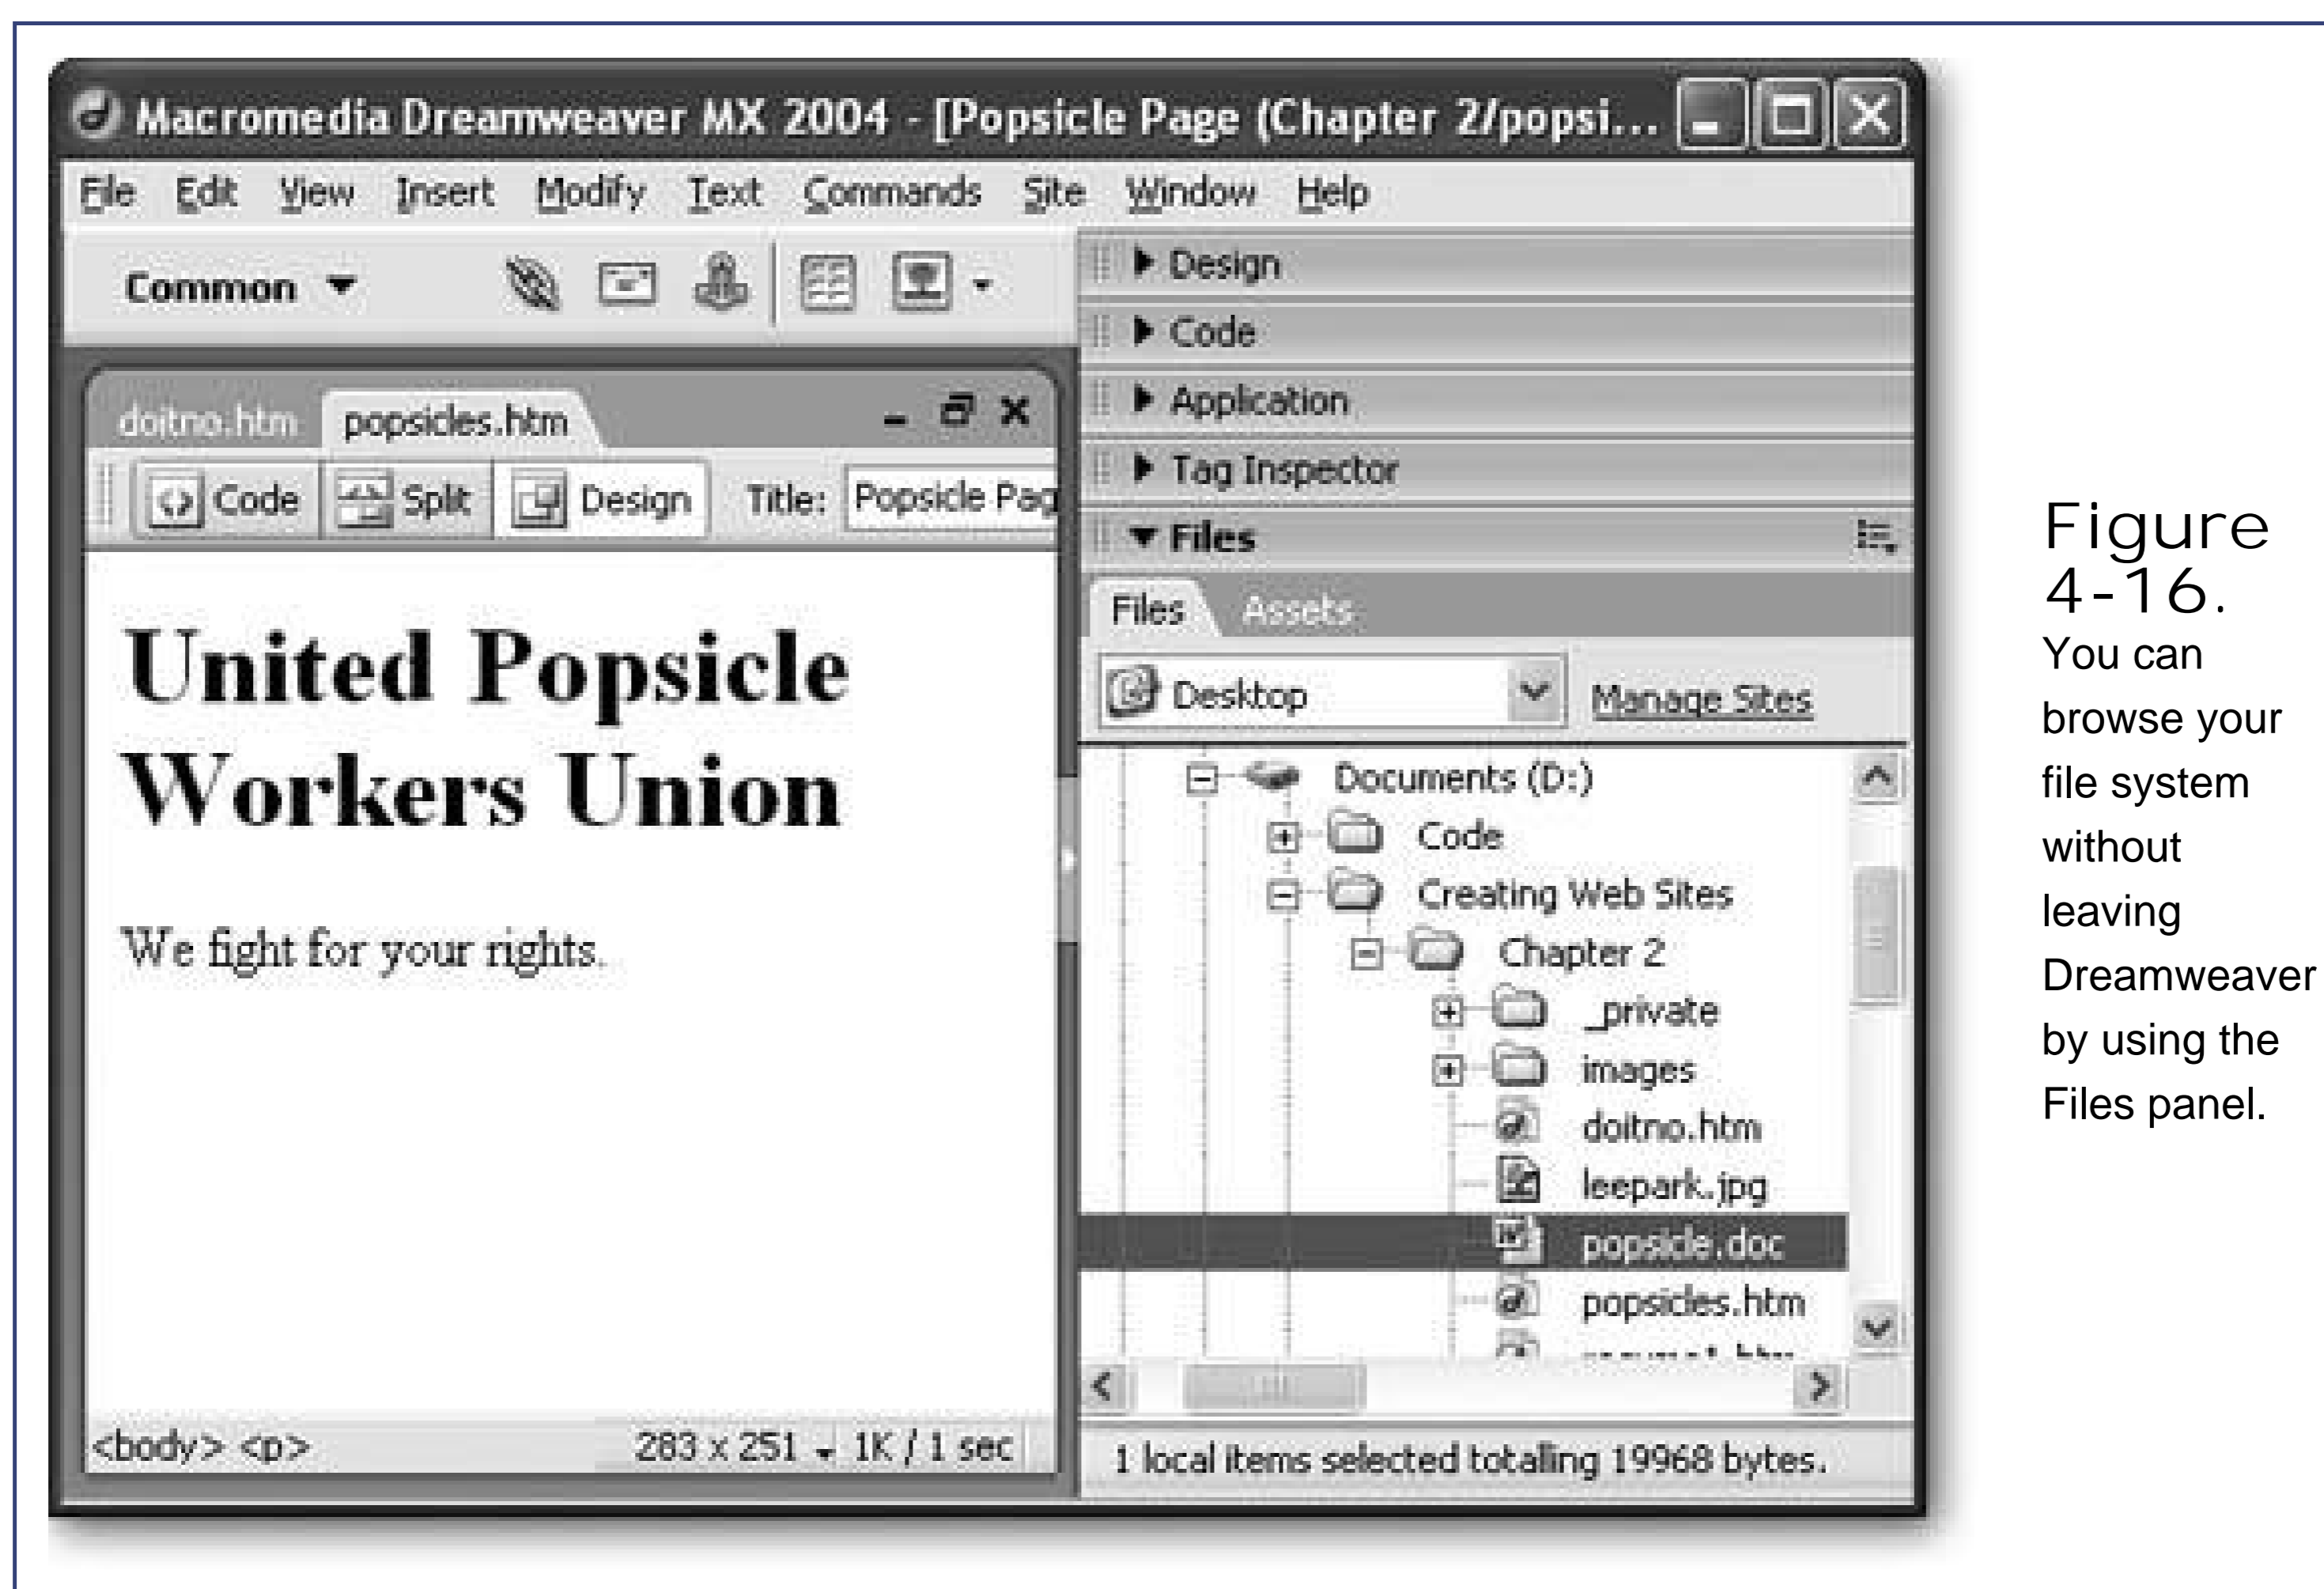 Macromedia Dreamweaver MX 2004 - [Popsicle Page (Chapter 2/popsi...
File Edit View Insert Modify Text Commands Site Window Help
Common
doitno.htm popsicles.htm
Code Split Design Title: Popsicle Pag
United Popsicle
Workers Union
We fight for your rights.
<body> <p> 283 x 251 1K / 1 sec
Design
Code
Application
Tag Inspector
Files
Files Assets
Desktop Manage Sites
Documents (D:)
Code
Creating Web Sites
Chapter 2
_private
images
doitno.htm
leepark.jpg
popsicle.doc
popsicles.htm
1 local items selected totalling 19968 bytes.
Figure
4-16.
You can
browse your
file system
without
leaving
Dreamweaver
by using the
Files panel.